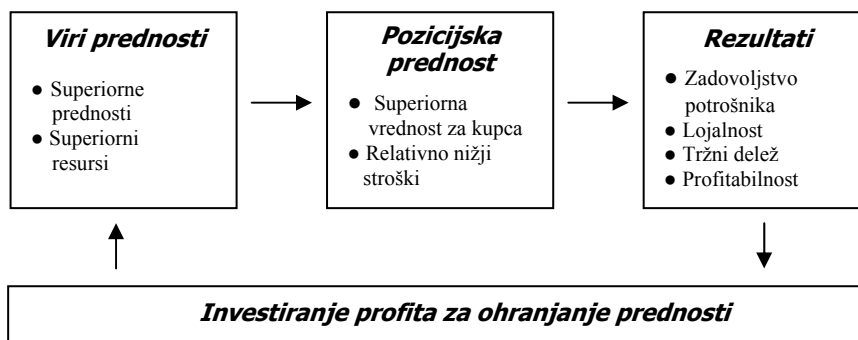 Viri prednosti
● Superiorne
prednosti
● Superiorni
resursi
Pozicijska
prednost
● Superiorna
vrednost za kupca
● Relativno nižji
stroški
Rezultati
● Zadovoljstvo
potrošnika
● Lojalnost
● Tržni delež
● Profitabilnost
Investiranje profita za ohranjanje prednosti